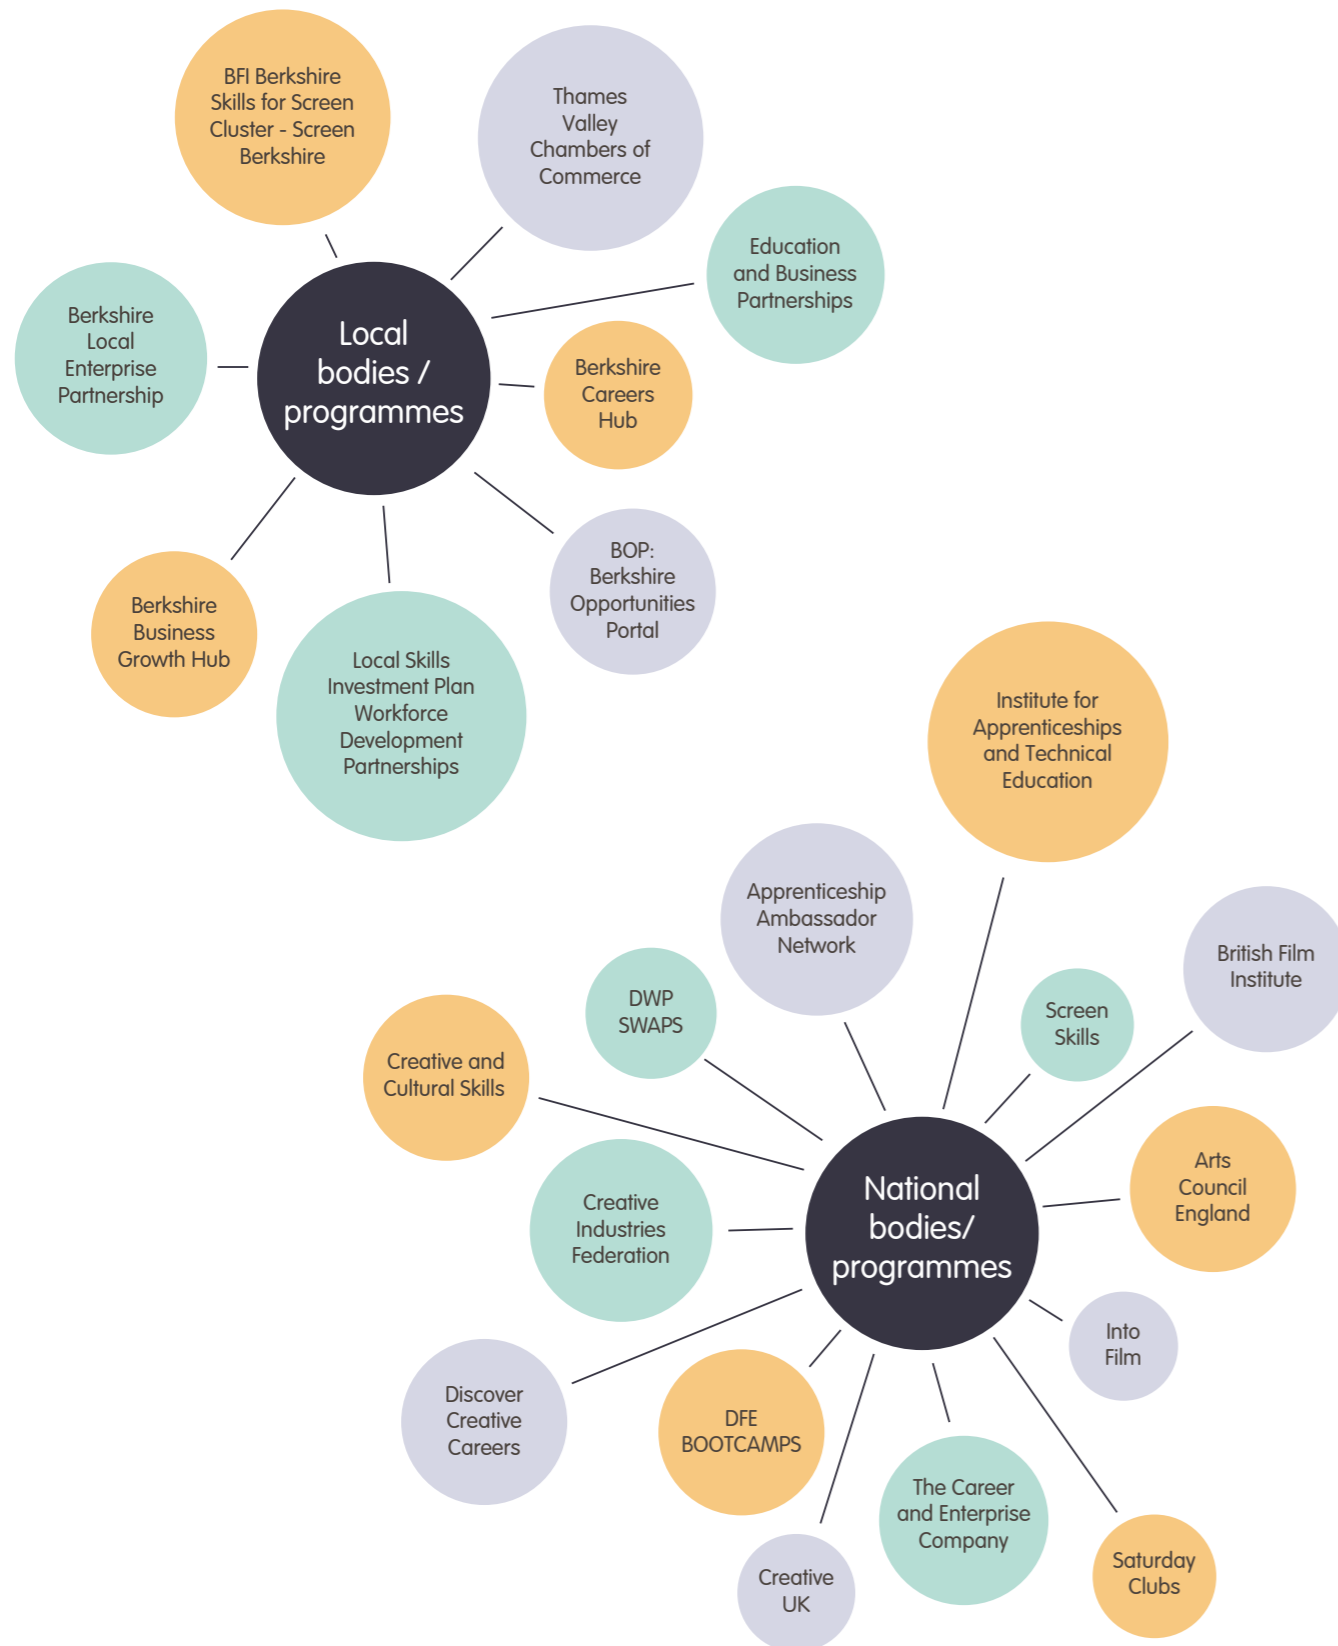 BFI Berkshire
Skills for Screen
Cluster - Screen
Berkshire
Thames
Valley
Chambers of
Commerce
Education
and Business
Partnerships
Berkshire
Local
Enterprise
Partnership
Local
bodies /
programmes
Berkshire
Careers
Hub
BOP:
Berkshire
Opportunities
Portal
Berkshire
Business
Growth Hub
Local Skills
Investment Plan
Workforce
Development
Partnerships
Institute for
Apprenticeships
and Technical
Education
Apprenticeship
Ambassador
Network
British Film
Institute
DWP
SWAPS
Screen
Skills
Creative and
Cultural Skills
Arts
Council
England
Creative
Industries
Federation
National
bodies/
programmes
Into
Film
Discover
Creative
Careers
DFE
BOOTCAMPS
The Career
and Enterprise
Company
Creative
UK
Saturday
Clubs